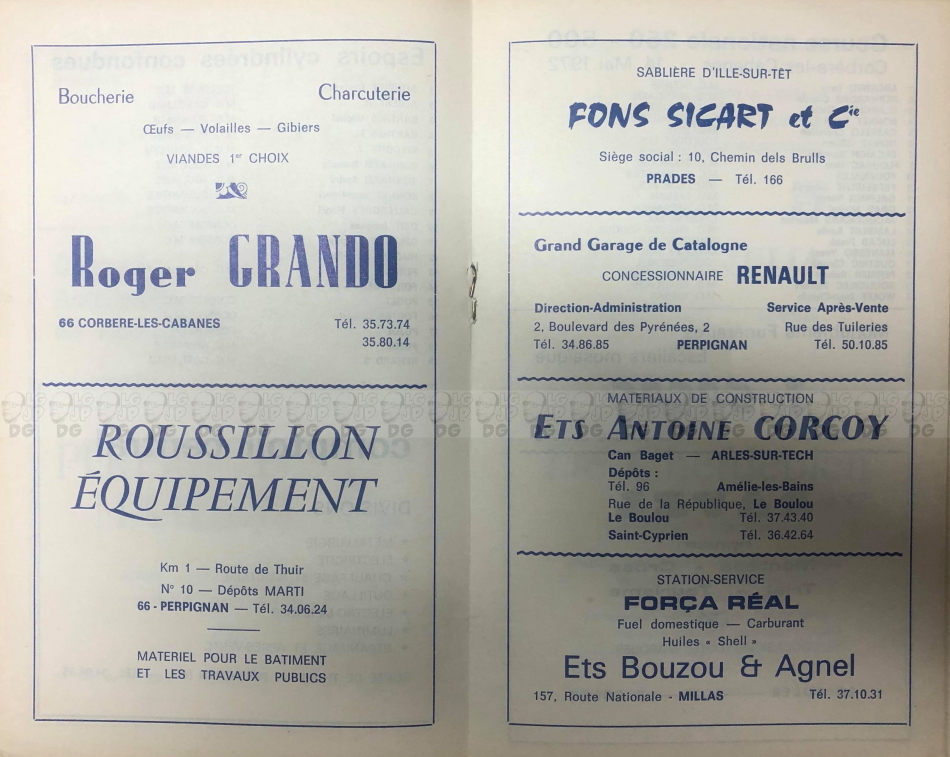 Boucherie Charcuterie
Œufs — Volailles — Gibiers
VIANDES 1er CHOIX
Roger GRANDO
66 CORBERE-LES-CABANES Tél. 35.73.74
35.80.14
ROUSSILLON
ÉQUIPEMENT
Km 1 — Route de Thuir
N° 10 — Dépôts MARTI
66 - PERPIGNAN — Tél. 34.06.24
MATERIEL POUR LE BATIMENT
ET LES TRAVAUX PUBLICS
SABLIÈRE D'ILLE-SUR-TÊT
FONS SICART et Cie
Siège social : 10, Chemin dels Brulls
PRADES — Tél. 166
Grand Garage de Catalogne
CONCESSIONNAIRE RENAULT
Direction-Administration Service Après-Vente
2, Boulevard des Pyrénées, 2 Rue des Tuileries
Tél. 34.86.85 PERPIGNAN Tél. 50.10.85
MATERIAUX DE CONSTRUCTION
ETS ANTOINE CORCOY
Can Baget — ARLES-SUR-TECH
Dépôts :
Tél. 96 Amélie-les-Bains
Rue de la République, Le Boulou
Le Boulou Tél. 37.43.40
Saint-Cyprien Tél. 36.42.64
STATION-SERVICE
FORÇA RÉAL
Fuel domestique — Carburant
Huiles « Shell »
Ets Bouzou & Agnel
157, Route Nationale - MILLAS Tél. 37.10.31